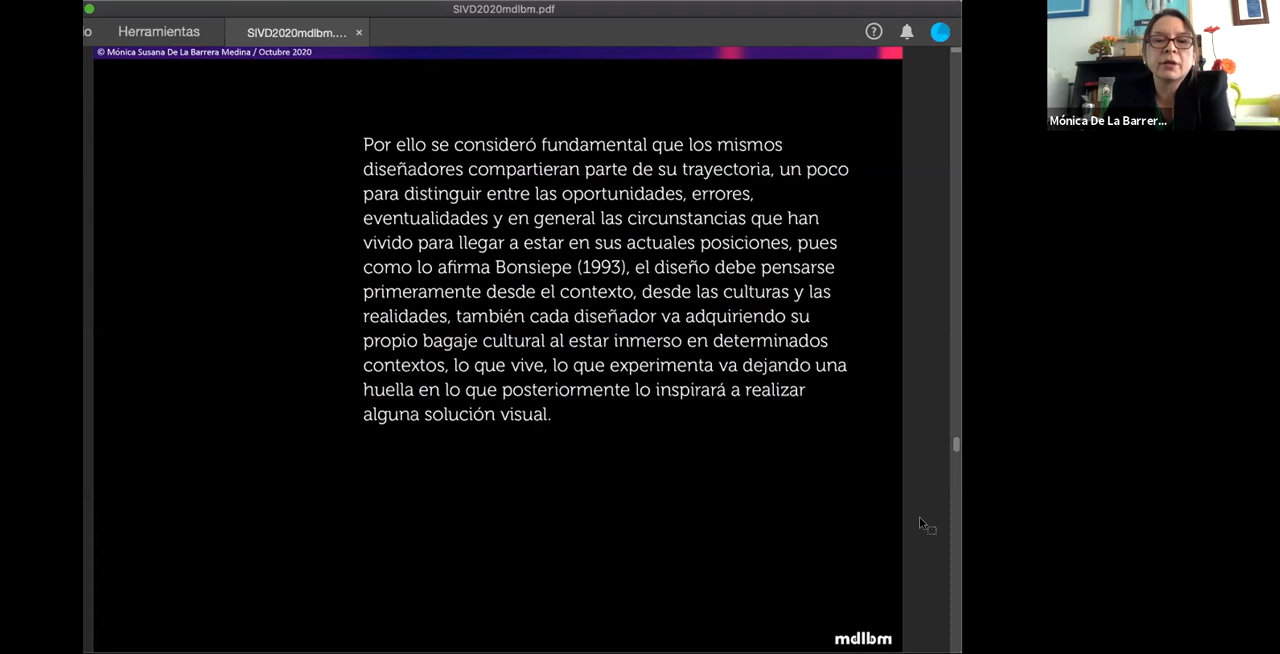 SIVD2020mdlbm.pdf
io
Herramientas
SIVD2020mdlbm....
×
?
© Mónica Susana De La Barrera Medina / Octubre 2020
Mónica De La Barrer...
Por ello se consideró fundamental que los mismos
diseñadores compartieran parte de su trayectoria, un poco
para distinguir entre las oportunidades, errores,
eventualidades y en general las circunstancias que han
vivido para llegar a estar en sus actuales posiciones, pues
como lo afirma Bonsiepe (1993), el diseño debe pensarse
primeramente desde el contexto, desde las culturas y las
realidades, también cada diseñador va adquiriendo su
propio bagaje cultural al estar inmerso en determinados
contextos, lo que vive, lo que experimenta va dejando una
huella en lo que posteriormente lo inspirará a realizar
alguna solución visual.
mdlbm